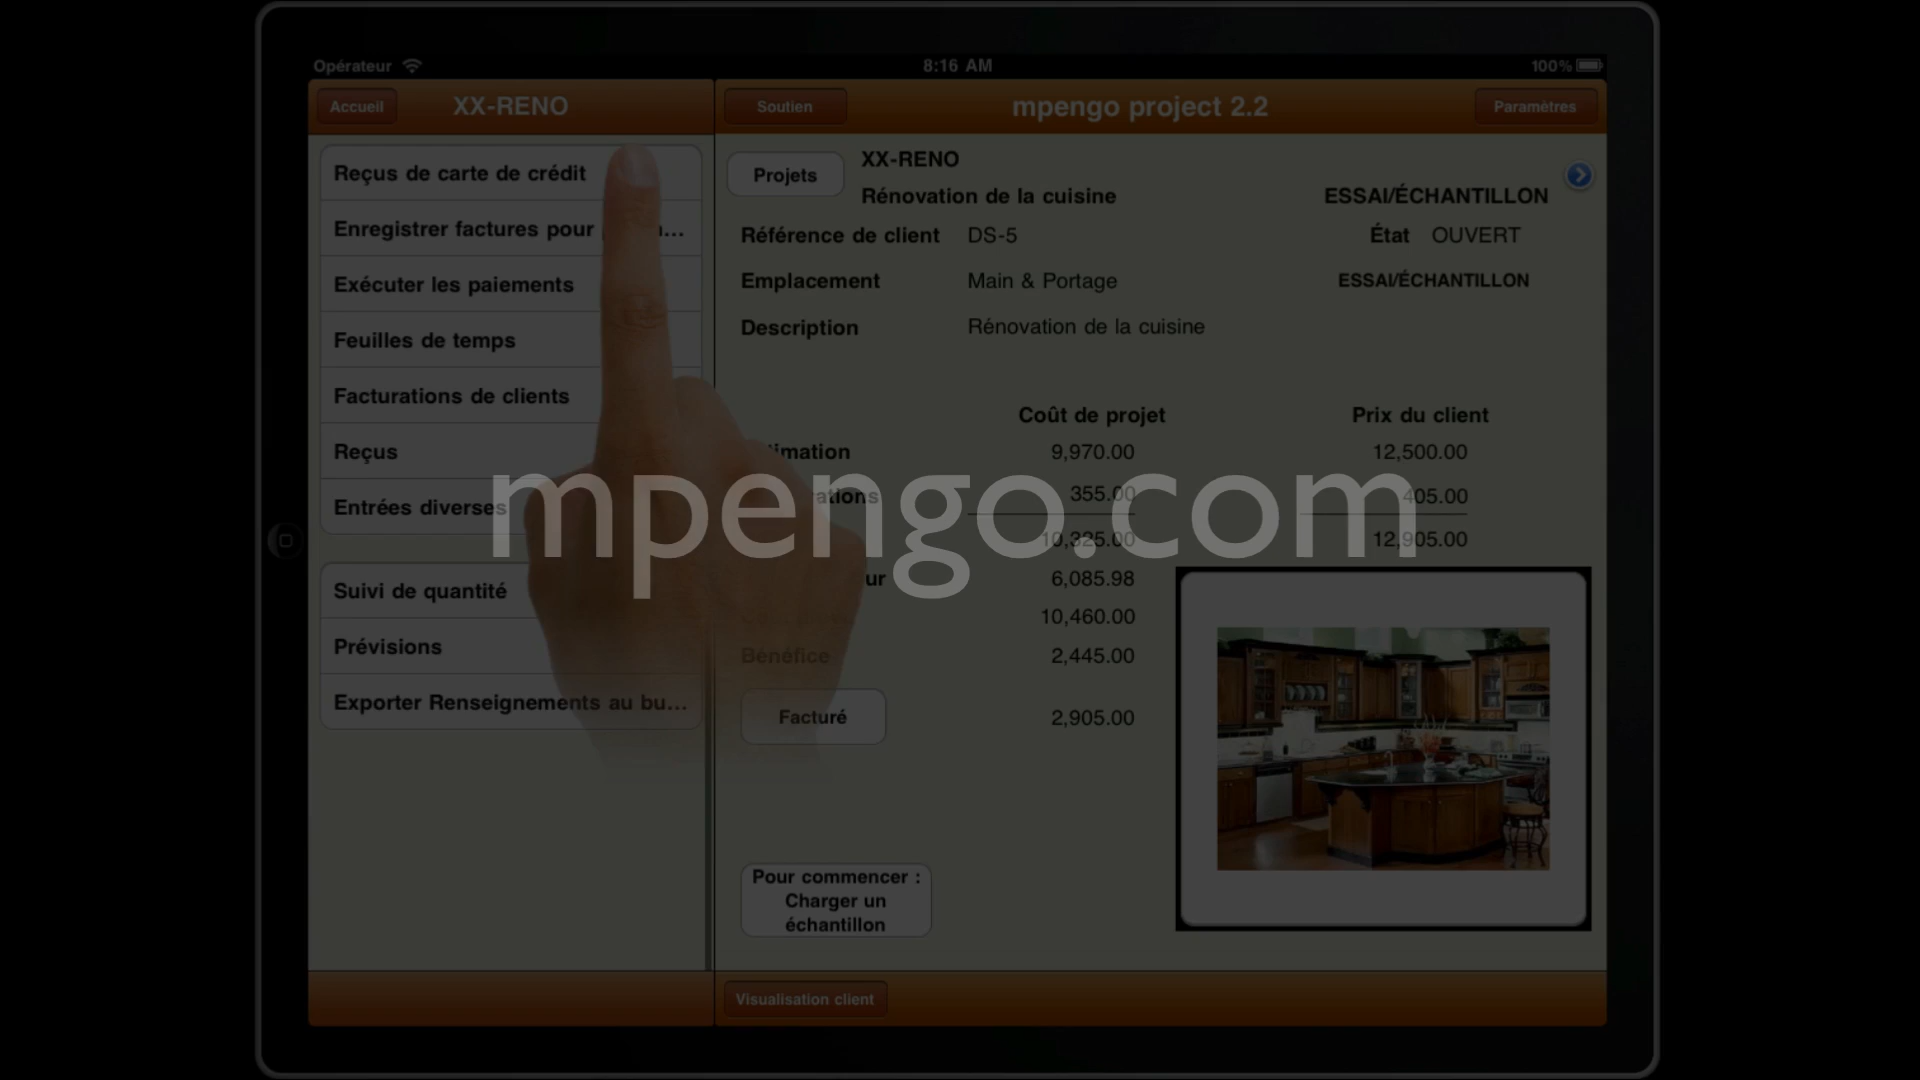 Opérateur
8:16 AM
100%
Accueil
XX-RENO
Soutien
mpengo project 2.2
Paramètres
Reçus de carte de crédit
Enregistrer factures pour
Exécuter les paiements
Feuilles de temps
Facturations de clients
Reçus
Entrées diverses
Suivi de quantité
Prévisions
Exporter Renseignements au bu...
Projets
XX-RENO
Rénovation de la cuisine
ESSAI/ÉCHANTILLON
Référence de client DS-5
État OUVERT
Emplacement Main & Portage
ESSAI/ÉCHANTILLON
Description Rénovation de la cuisine
Coût de projet Prix du client
9,970.00 12,500.00
355.00 405.00
10,325.00 12,905.00
6,085.98
10,460.00
Bénéfice 2,445.00
Facturé 2,905.00
mpengo.com
Pour commencer :
Charger un
échantillon
Visualisation client